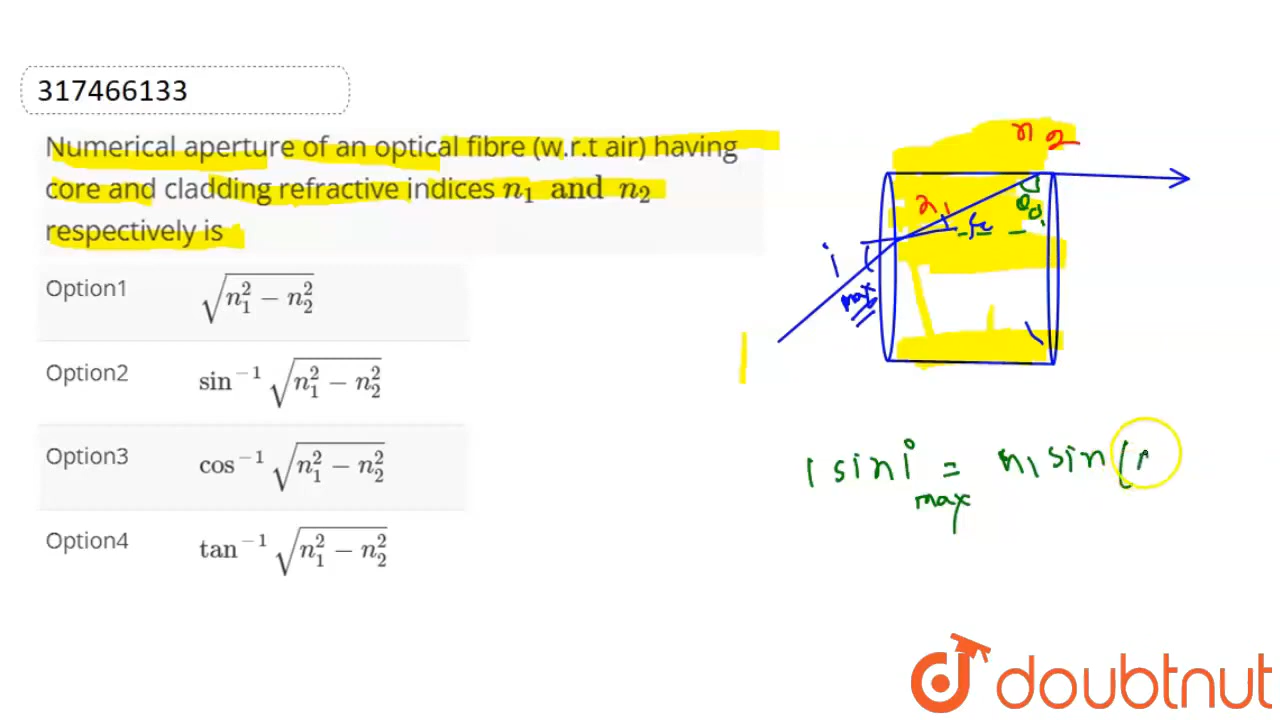 317466133
Numerical aperture of an optical fibre (w.r.t air) having
core and cladding refractive indices n₁ and n₂
respectively is
Option1 √(n₁² − n₂²)
Option2 sin⁻¹ √(n₁² − n₂²)
Option3 cos⁻¹ √(n₁² − n₂²)
Option4 tan⁻¹ √(n₁² − n₂²)
n 2
i
max
1 sin i = n1 sin (
max
doubtnut